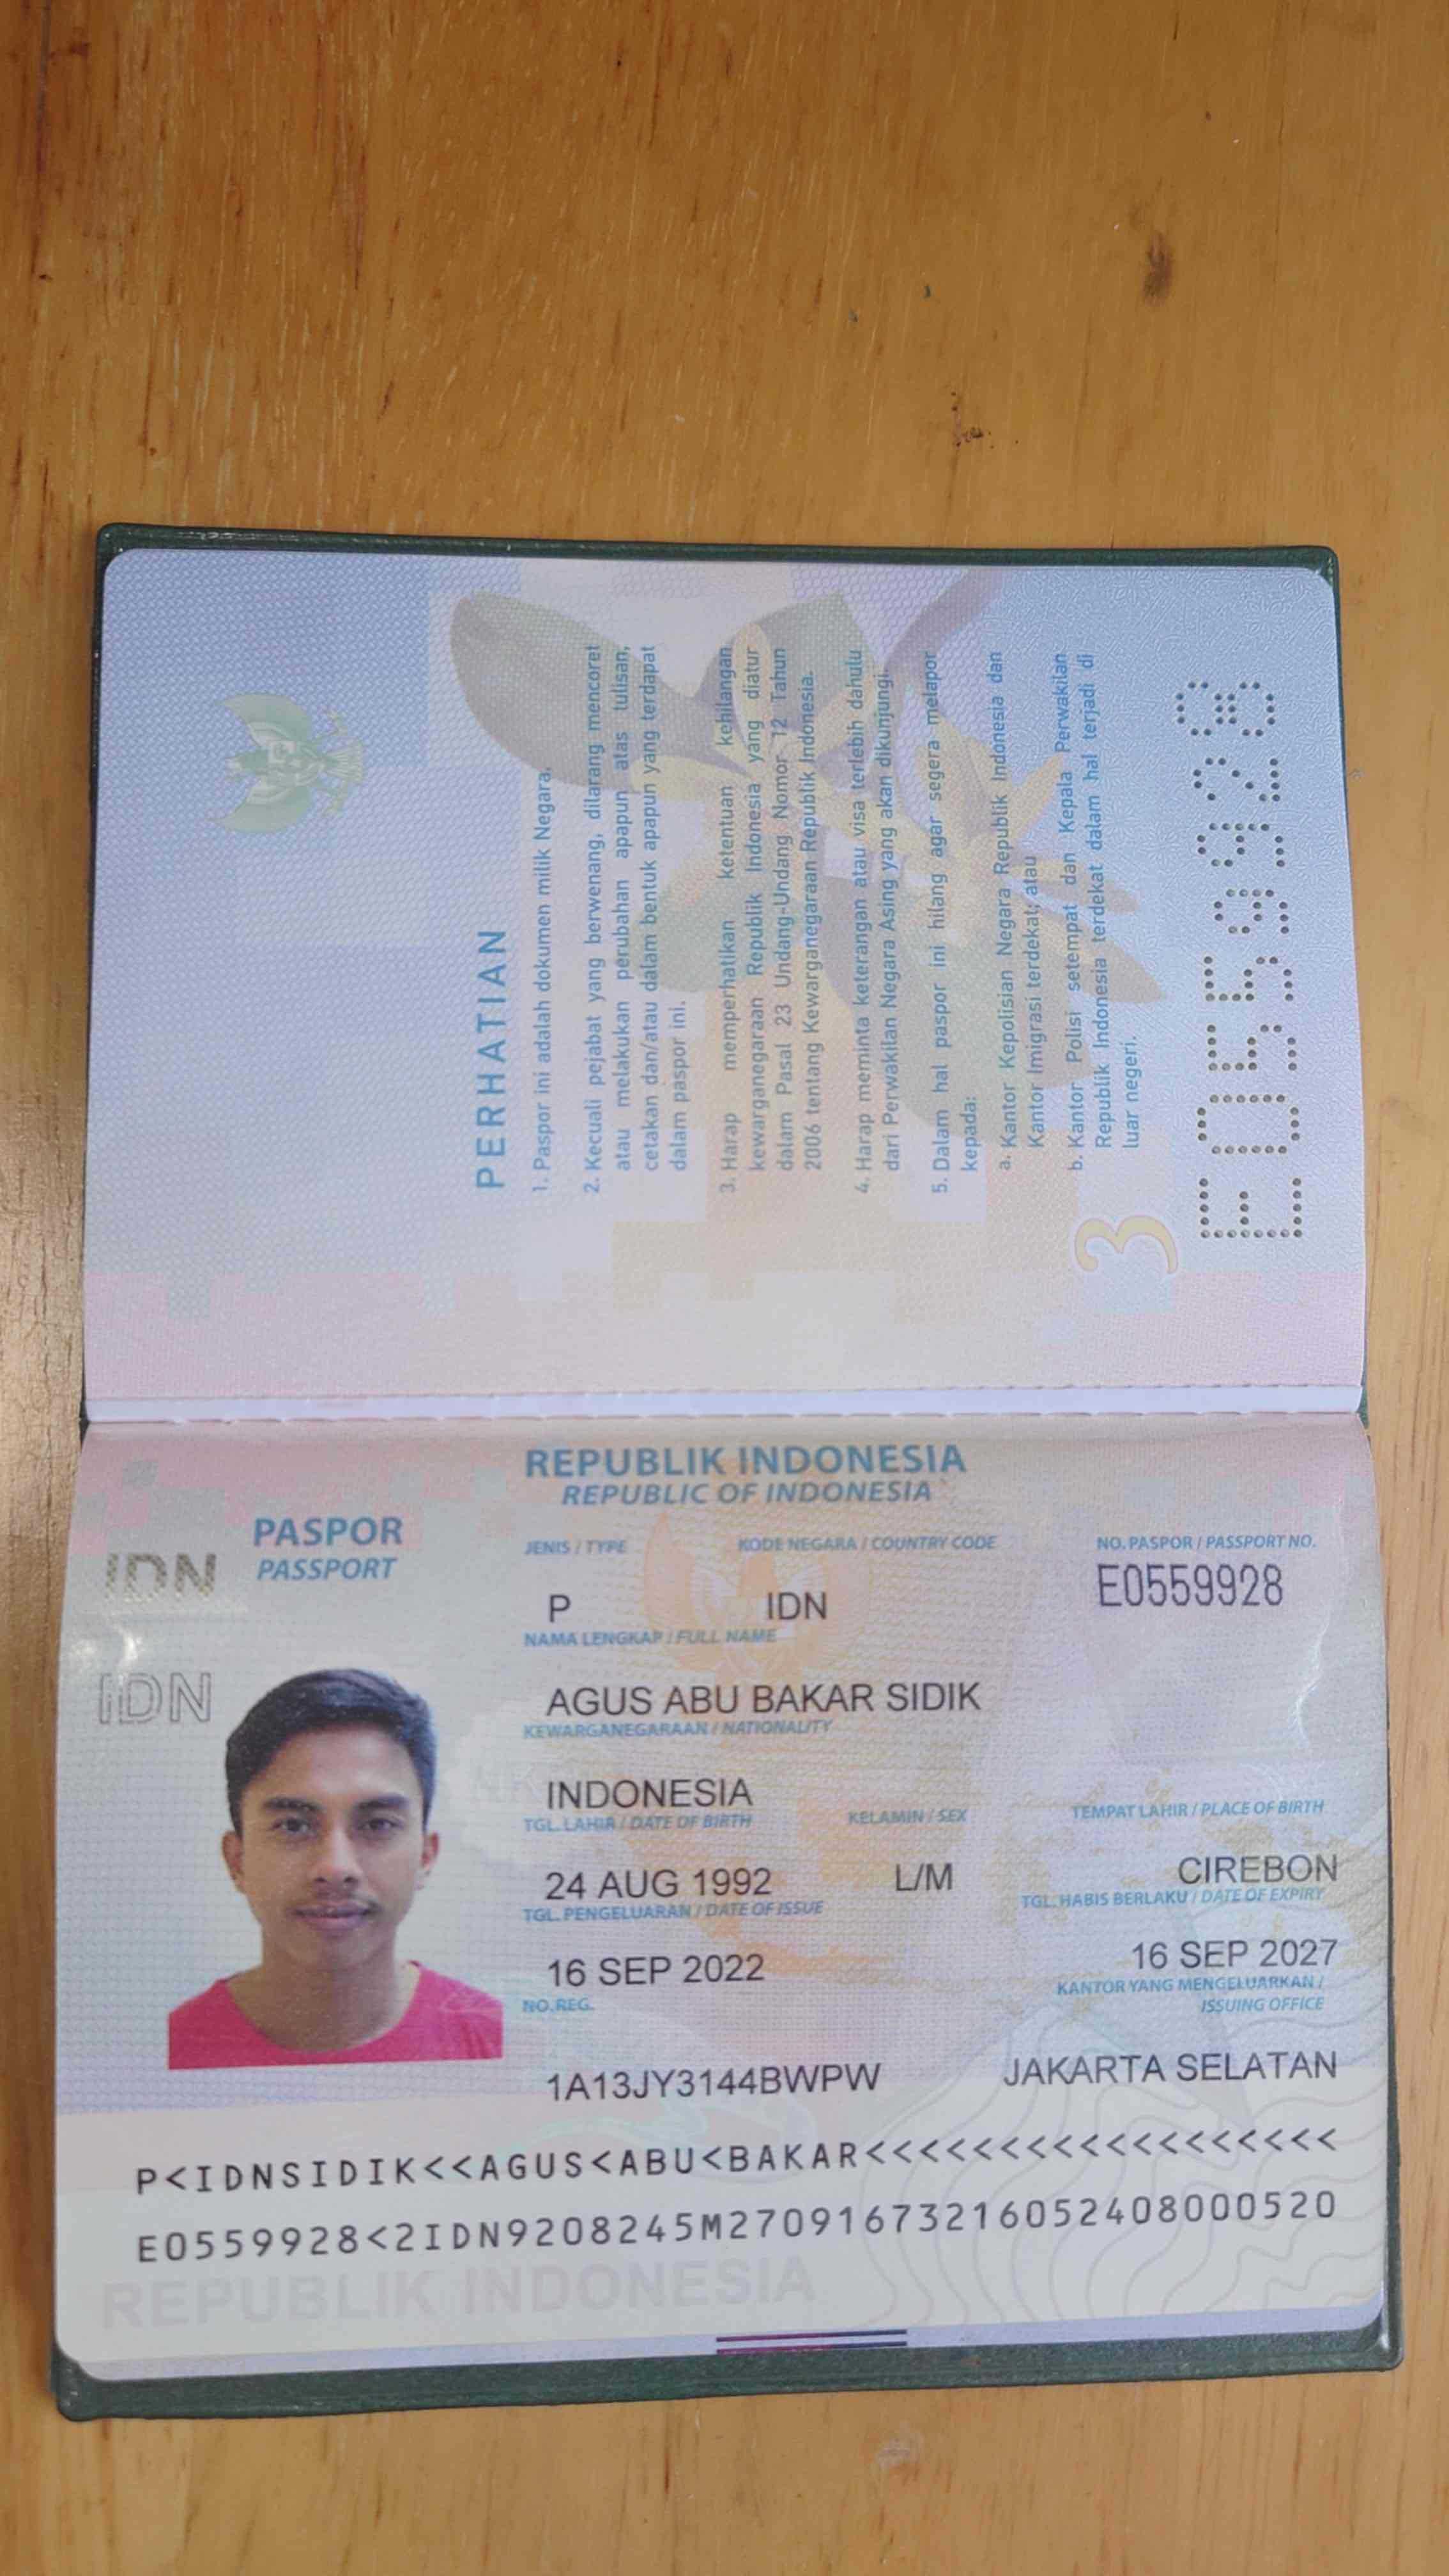 PERHATIAN
1. Paspor ini adalah dokumen milik Negara.
2. Kecuali pejabat yang berwenang, dilarang mencoret
atau melakukan perubahan apapun atas tulisan,
cetakan dan/atau dalam bentuk apapun yang terdapat
dalam paspor ini.
3. Harap memperhatikan ketentuan kehilangan
kewarganegaraan Republik Indonesia yang diatur
dalam Pasal 23 Undang-Undang Nomor 12 Tahun
2006 tentang Kewarganegaraan Republik Indonesia.
4. Harap meminta keterangan atau visa terlebih dahulu
dari Perwakilan Negara Asing yang akan dikunjungi.
5. Dalam hal paspor ini hilang agar segera melapor
kepada:
a. Kantor Kepolisian Negara Republik Indonesia dan
Kantor Imigrasi terdekat, atau
b. Kantor Polisi setempat dan Kepala Perwakilan
Republik Indonesia terdekat dalam hal terjadi di
luar negeri.
3
E0559928
REPUBLIK INDONESIA
REPUBLIC OF INDONESIA
PASPOR
PASSPORT
IDN
IDN
JENIS / TYPE KODE NEGARA / COUNTRY CODE NO. PASPOR / PASSPORT NO.
P IDN E0559928
NAMA LENGKAP / FULL NAME
AGUS ABU BAKAR SIDIK
KEWARGANEGARAAN / NATIONALITY
INDONESIA
TGL. LAHIR / DATE OF BIRTH KELAMIN / SEX TEMPAT LAHIR / PLACE OF BIRTH
24 AUG 1992 L/M CIREBON
TGL. PENGELUARAN / DATE OF ISSUE TGL. HABIS BERLAKU / DATE OF EXPIRY
16 SEP 2022 16 SEP 2027
NO. REG. KANTOR YANG MENGELUARKAN /
ISSUING OFFICE
1A13JY3144BWPW JAKARTA SELATAN
P<IDNSIDIK<<AGUS<ABU<BAKAR<<<<<<<<<<<<<<<<<<
E0559928<2IDN9208245M2709167321605240800​0520
REPUBLIK INDONESIA